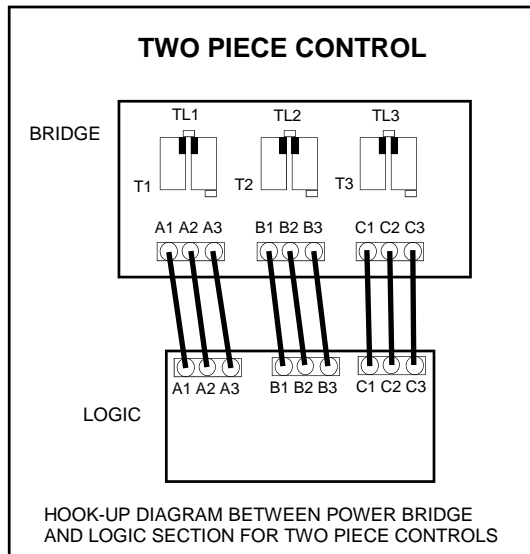 TWO PIECE CONTROL
TL1 TL2 TL3
BRIDGE
T1 T2 T3
A1 A2 A3 B1 B2 B3 C1 C2 C3
A1 A2 A3 B1 B2 B3 C1 C2 C3
LOGIC
HOOK-UP DIAGRAM BETWEEN POWER BRIDGE
AND LOGIC SECTION FOR TWO PIECE CONTROLS